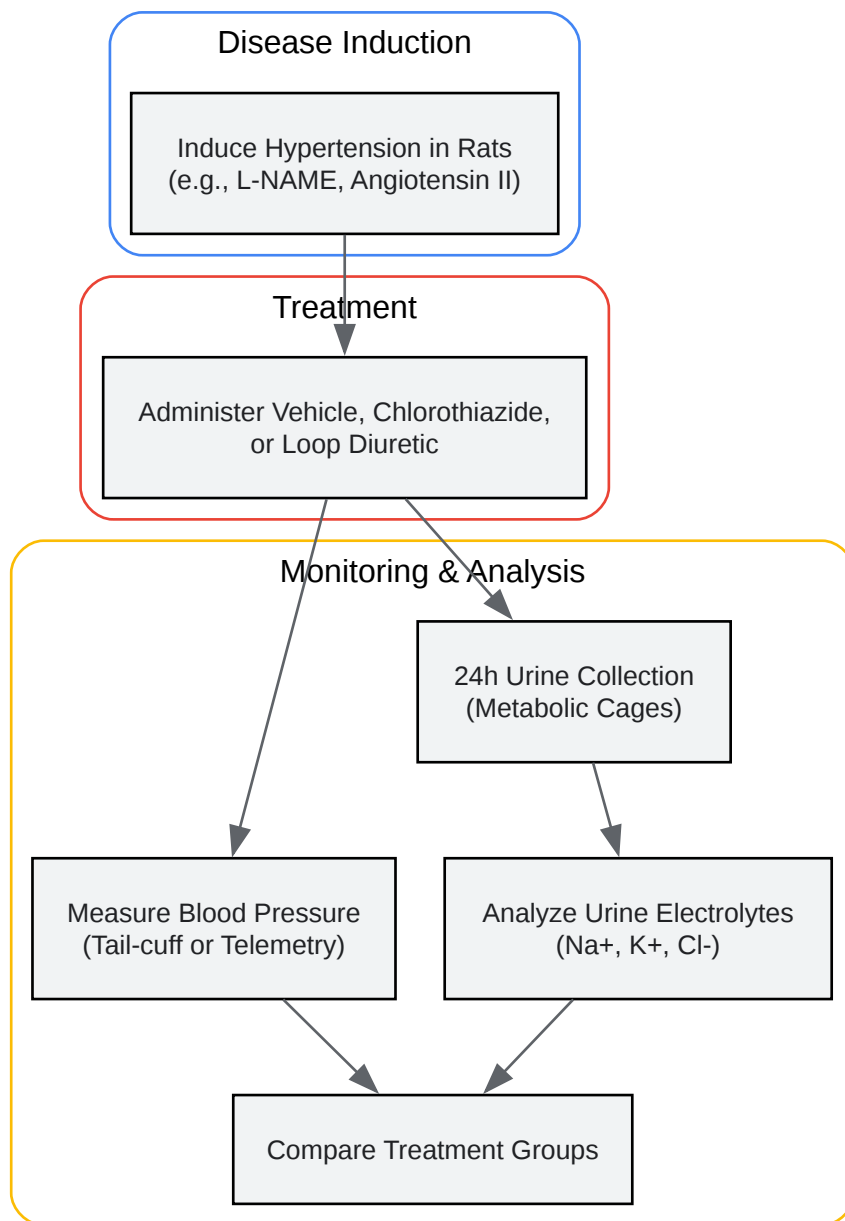 Disease Induction
Induce Hypertension in Rats
(e.g., L-NAME, Angiotensin II)
Treatment
Administer Vehicle, Chlorothiazide,
or Loop Diuretic
Monitoring & Analysis
24h Urine Collection
(Metabolic Cages)
Measure Blood Pressure
(Tail-cuff or Telemetry)
Analyze Urine Electrolytes
(Na+, K+, Cl-)
Compare Treatment Groups